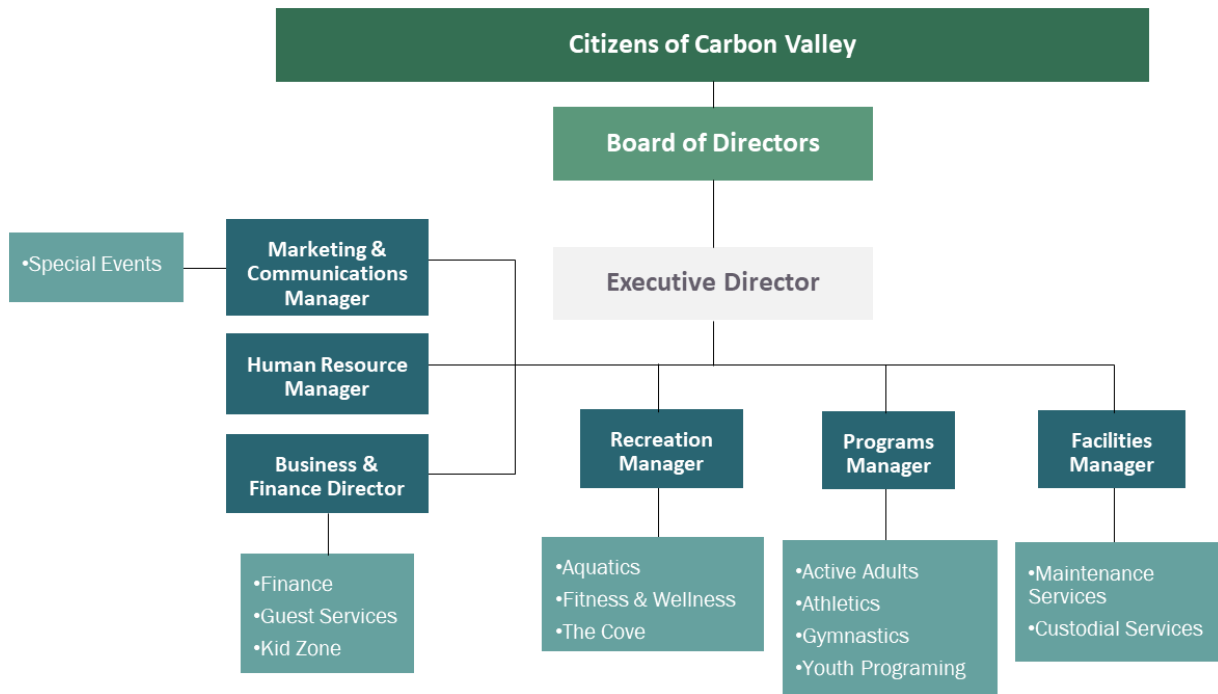 Citizens of Carbon Valley
Board of Directors
Executive Director
•Special Events
Marketing &
Communications
Manager
Human Resource
Manager
Business &
Finance Director
•Finance
•Guest Services
•Kid Zone
Recreation
Manager
•Aquatics
•Fitness & Wellness
•The Cove
Programs
Manager
•Active Adults
•Athletics
•Gymnastics
•Youth Programing
Facilities
Manager
•Maintenance
Services
•Custodial Services